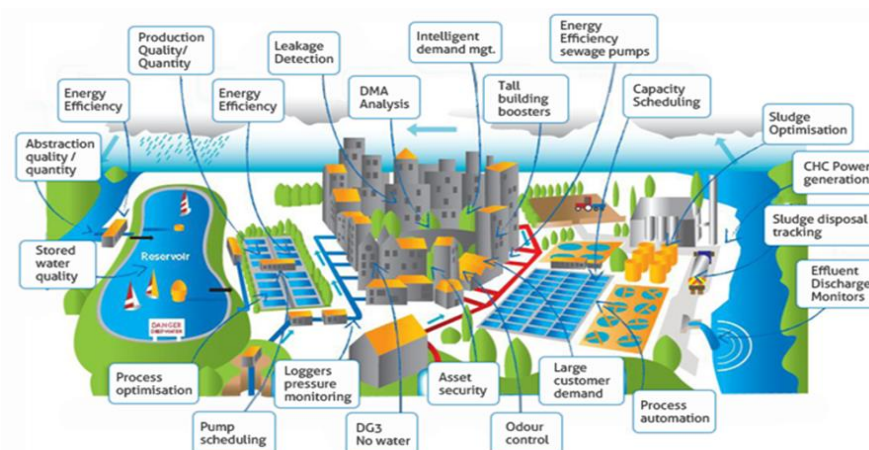 Production
Quality/
Quantity
Leakage
Detection
Intelligent
demand mgt.
Energy
Efficiency
sewage pumps
Energy
Efficiency
Energy
Efficiency
DMA
Analysis
Tall
building
boosters
Capacity
Scheduling
Sludge
Optimisation
Abstraction
quality /
quantity
CHC Power
generation
Stored
water
quality
Reservoir
Sludge disposal
tracking
Effluent
Discharge
Monitors
DANGER
DEEP WATER
Process
optimisation
Loggers
pressure
monitoring
Asset
security
Large
customer
demand
Process
automation
Pump
scheduling
DG3
No water
Odour
control